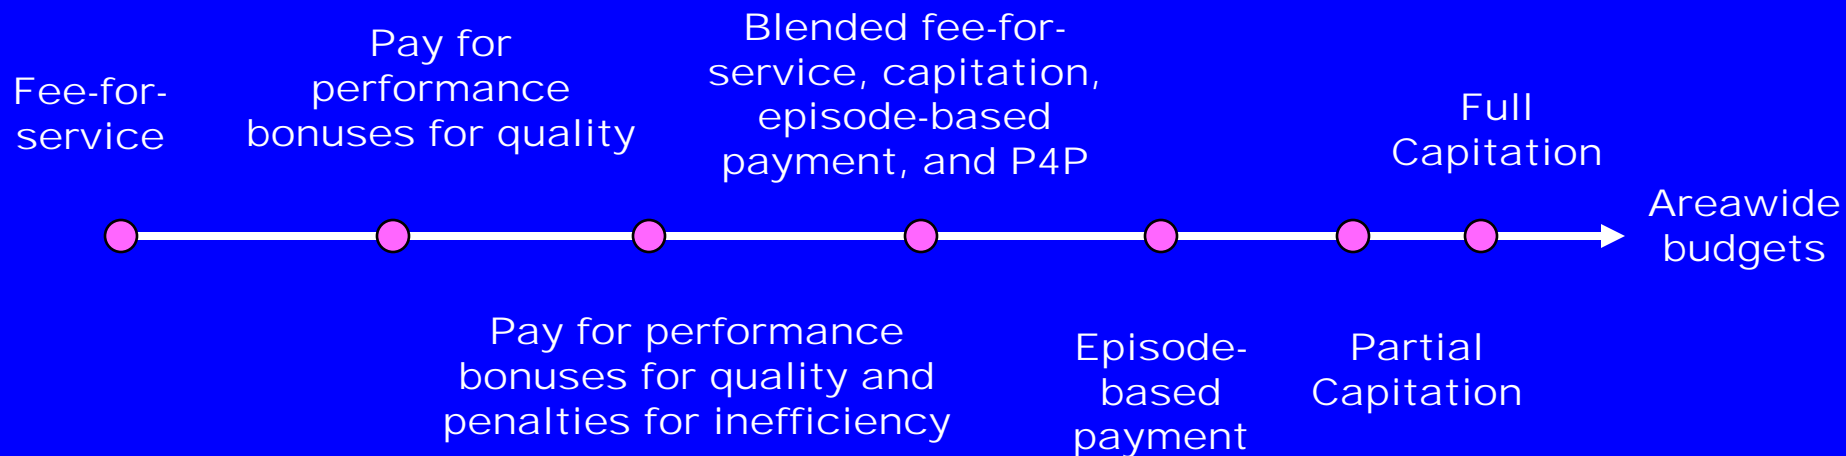 Fee-for-
service
Pay for
performance
bonuses for quality
Blended fee-for-
service, capitation,
episode-based
payment, and P4P
Full
Capitation
Areawide
budgets
Pay for performance
bonuses for quality and
penalties for inefficiency
Episode-
based
payment
Partial
Capitation